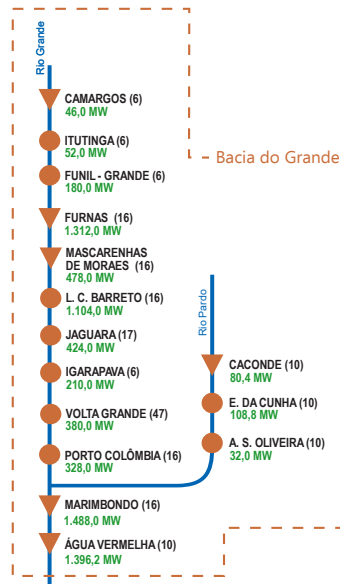 Rio Grande
CAMARGOS (6)
46,0 MW
ITUTINGA (6)
52,0 MW
FUNIL - GRANDE (6)
180,0 MW
Bacia do Grande
FURNAS (16)
1.312,0 MW
MASCARENHAS
DE MORAES (16)
478,0 MW
L. C. BARRETO (16)
1.104,0 MW
JAGUARA (17)
424,0 MW
IGARAPAVA (6)
210,0 MW
VOLTA GRANDE (47)
380,0 MW
PORTO COLÔMBIA (16)
328,0 MW
Rio Pardo
CACONDE (10)
80,4 MW
E. DA CUNHA (10)
108,8 MW
A. S. OLIVEIRA (10)
32,0 MW
MARIMBONDO (16)
1.488,0 MW
ÁGUA VERMELHA (10)
1.396,2 MW